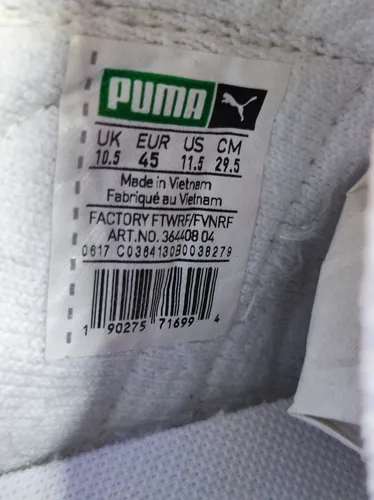 PUMA
UK EUR US CM
10.5 45 11.5 29.5
Made in Vietnam
Fabriqué au Vietnam
FACTORY FTWRF/FVNRF
ART.NO. 364408 04
0617 C0364130B0038279
1 90275 71699 4